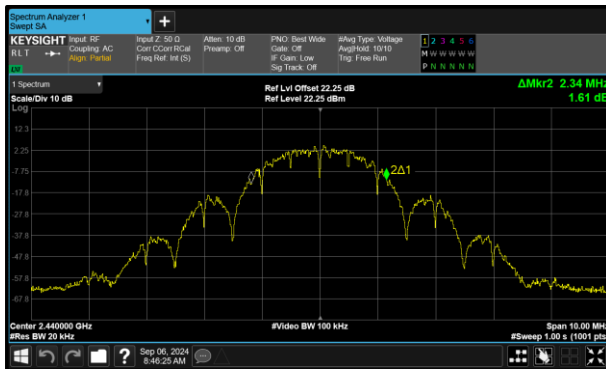 Spectrum Analyzer 1
Swept SA
KEYSIGHT
RLT
Input: RF
Coupling: AC
Align: Partial
Input Z: 50 Ω
Corr CCorr RCal
Freq Ref: Int (S)
Atten: 10 dB
Preamp: Off
PNO: Best Wide
Gate: Off
IF Gain: Low
Sig Track: Off
#Avg Type: Voltage
Avg|Hold: 10/10
Trig: Free Run
1 2 3 4 5 6
M W W W W W
P N N N N N
1 Spectrum
Scale/Div 10 dB
Log
Ref Lvl Offset 22.25 dB
Ref Level 22.25 dBm
ΔMkr2 2.34 MHz
1.61 dB
12.3
2.25
-7.75
-17.8
-27.8
-37.8
-47.8
-57.8
-67.8
2Δ1
Center 2.440000 GHz
#Res BW 20 kHz
#Video BW 100 kHz
Span 10.00 MHz
#Sweep 1.00 s (1001 pts)
Sep 06, 2024
8:46:25 AM